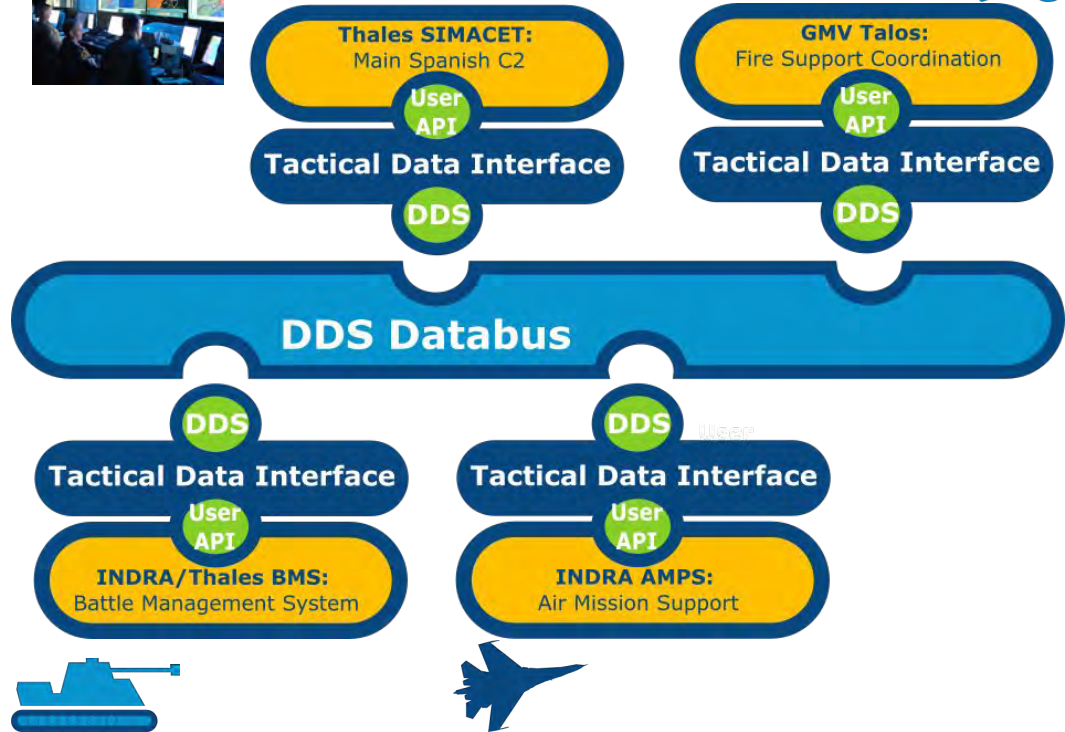 Thales SIMACET:
Main Spanish C2
User
API
Tactical Data Interface
DDS
GMV Talos:
Fire Support Coordination
User
API
Tactical Data Interface
DDS
DDS Databus
DDS
Tactical Data Interface
User
API
INDRA/Thales BMS:
Battle Management System
DDS
User
Tactical Data Interface
User
API
INDRA AMPS:
Air Mission Support